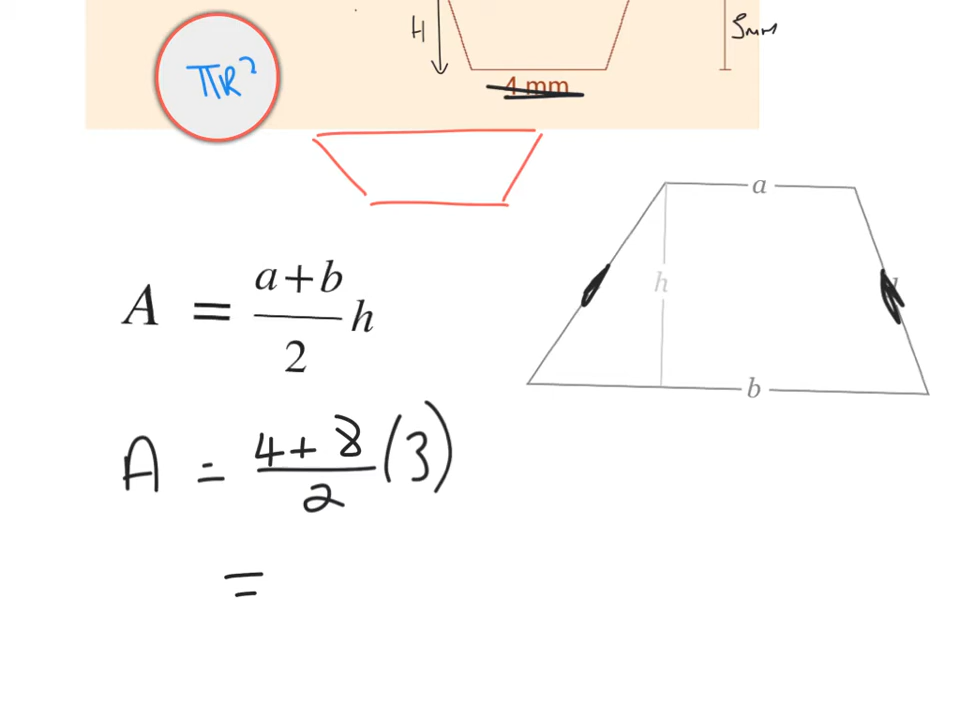 H
3mm
πR²
4 mm
a
h
A = a+b/2 h
b
A = 4+8/2 (3)
=